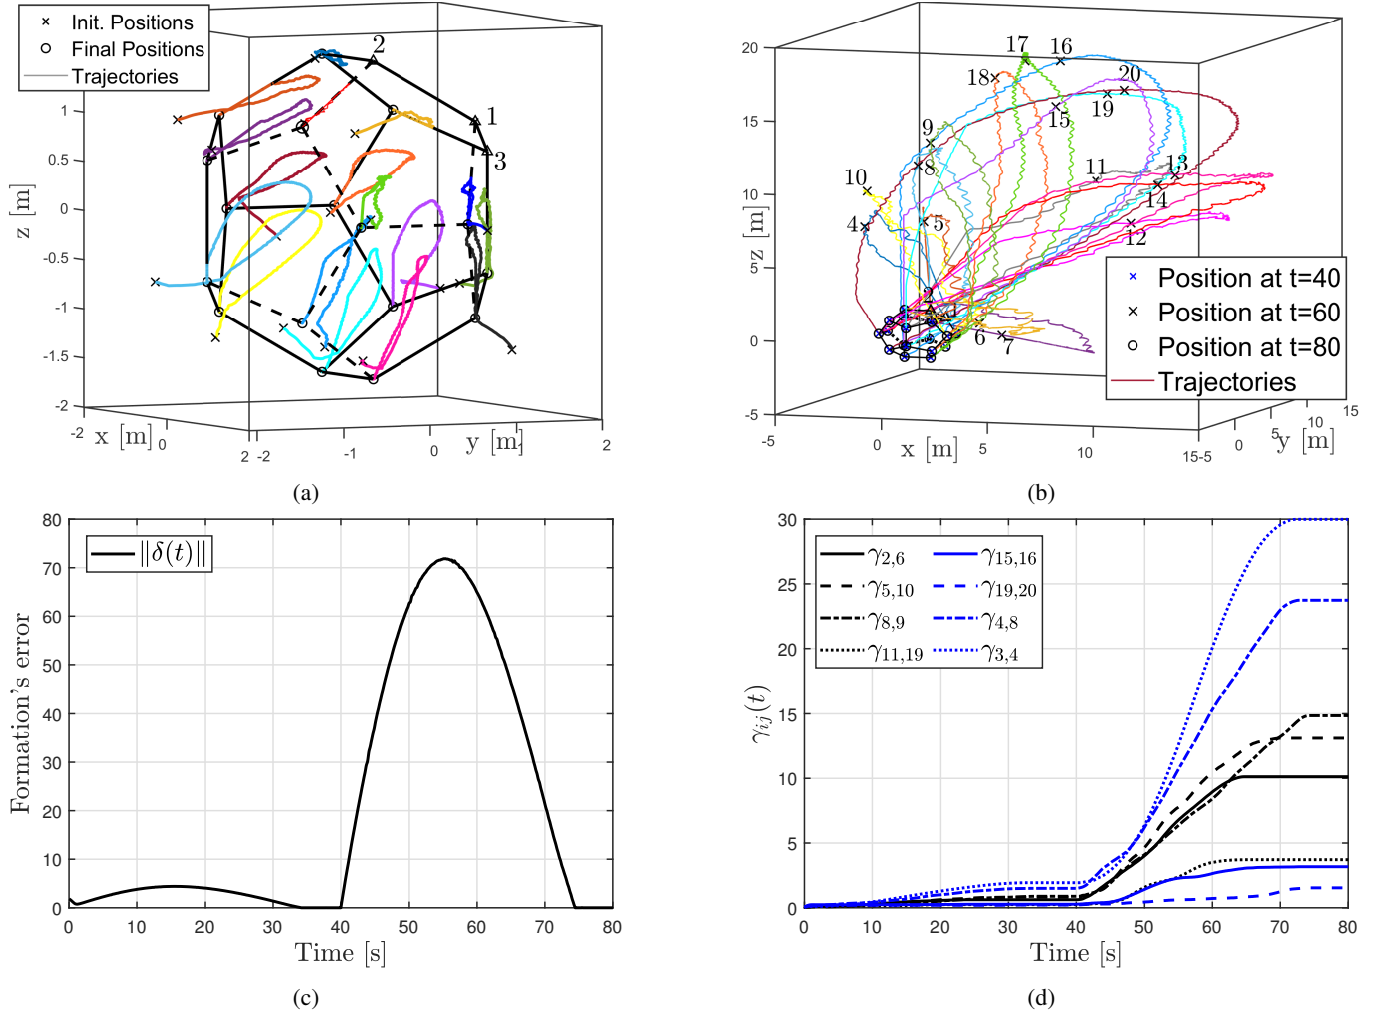 Init. Positions
Final Positions
Trajectories
2
1
3
1
0.5
0
-0.5
-1
-1.5
-2
z [m]
-2
x [m]
0
2
-2
-1
0
y [m]
1
2
(a)
20
15
10
5
0
-5
z [m]
17
16
18
20
19
15
9
8
10
11
13
14
4
5
12
2
6
7
Position at t=40
Position at t=60
Position at t=80
Trajectories
-5
0
x [m]
5
10
15
-5
0
5
y [m]
10
15
(b)
80
70
60
50
40
30
20
10
0
Formation's error
‖δ(t)‖
0 10 20 30 40 50 60 70 80
Time [s]
(c)
30
25
20
15
10
5
0
γij(t)
γ2,6 γ15,16
γ5,10 γ19,20
γ8,9 γ4,8
γ11,19 γ3,4
0 10 20 30 40 50 60 70 80
Time [s]
(d)